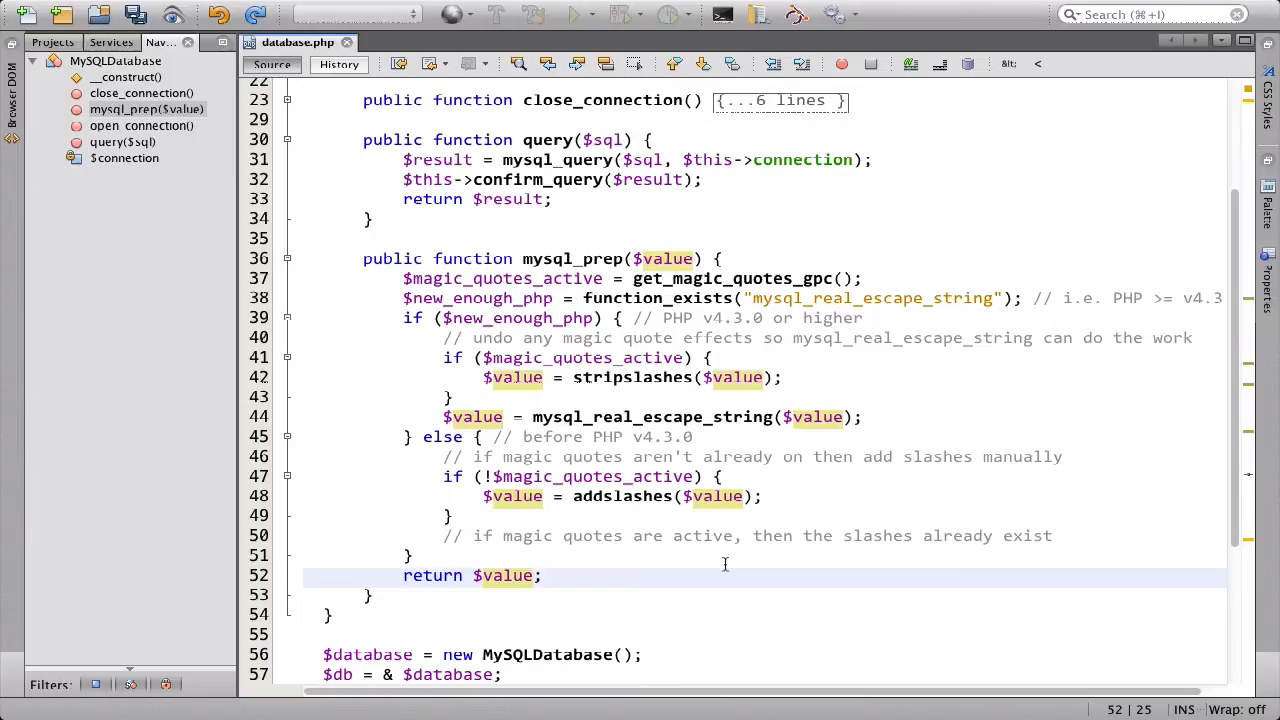 Search (⌘+I)
Projects
Services
Nav...
database.php
Browser DOM
MySQLDatabase
__construct()
close_connection()
mysql_prep($value)
open_connection()
query($sql)
$connection
Filters:
Source
History
22
23 public function close_connection() {...6 lines }
29
30 public function query($sql) {
31 $result = mysql_query($sql, $this->connection);
32 $this->confirm_query($result);
33 return $result;
34 }
35
36 public function mysql_prep($value) {
37 $magic_quotes_active = get_magic_quotes_gpc();
38 $new_enough_php = function_exists("mysql_real_escape_string"); // i.e. PHP >= v4.3
39 if ($new_enough_php) { // PHP v4.3.0 or higher
40 // undo any magic quote effects so mysql_real_escape_string can do the work
41 if ($magic_quotes_active) {
42 $value = stripslashes($value);
43 }
44 $value = mysql_real_escape_string($value);
45 } else { // before PHP v4.3.0
46 // if magic quotes aren't already on then add slashes manually
47 if (!$magic_quotes_active) {
48 $value = addslashes($value);
49 }
50 // if magic quotes are active, then the slashes already exist
51 }
52 return $value;
53 }
54 }
55
56 $database = new MySQLDatabase();
57 $db = & $database;
CSS Styles
Palette
Properties
52 | 25
INS
Wrap: off